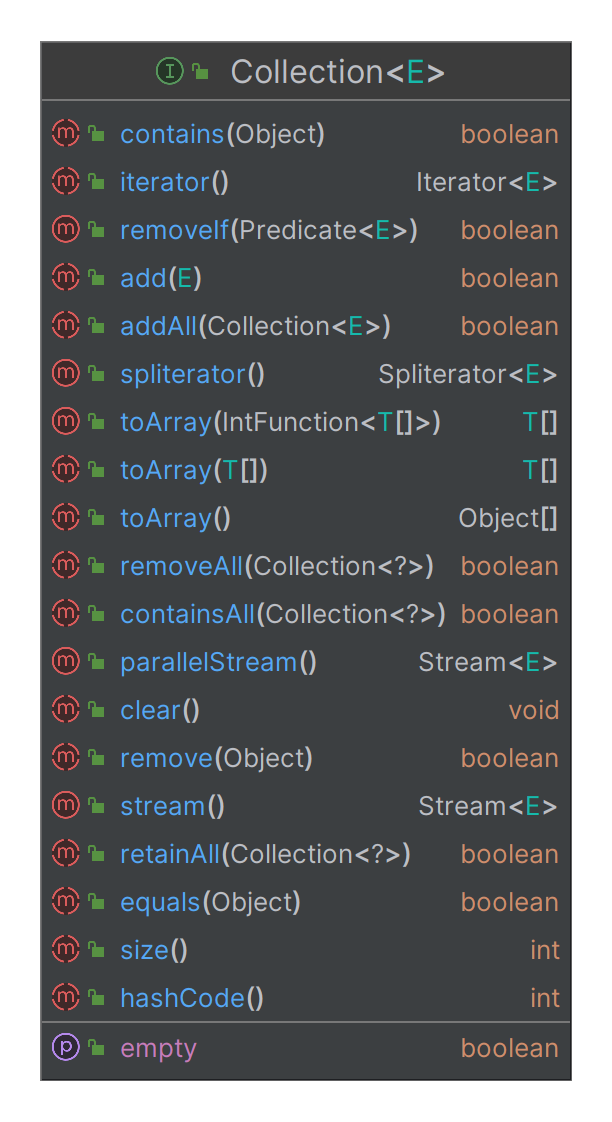 Collection<E>
contains(Object) boolean
iterator() Iterator<E>
removeIf(Predicate<E>) boolean
add(E) boolean
addAll(Collection<E>) boolean
spliterator() Spliterator<E>
toArray(IntFunction<T[]>) T[]
toArray(T[]) T[]
toArray() Object[]
removeAll(Collection<?>) boolean
containsAll(Collection<?>) boolean
parallelStream() Stream<E>
clear() void
remove(Object) boolean
stream() Stream<E>
retainAll(Collection<?>) boolean
equals(Object) boolean
size() int
hashCode() int
empty boolean